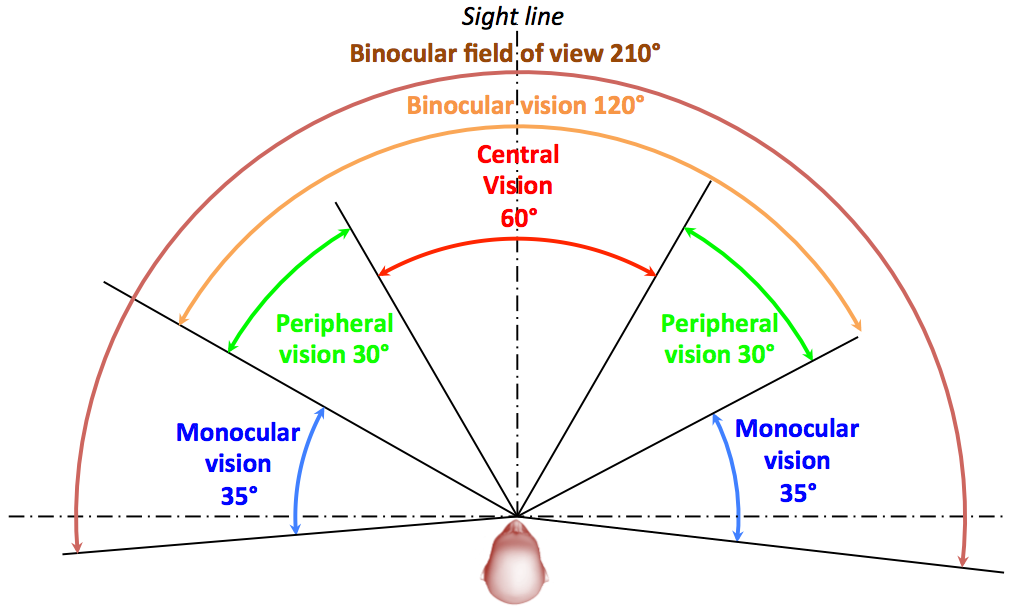 Sight line
Binocular field of view 210°
Binocular vision 120°
Central
Vision
60°
Peripheral
vision 30°
Peripheral
vision 30°
Monocular
vision
35°
Monocular
vision
35°